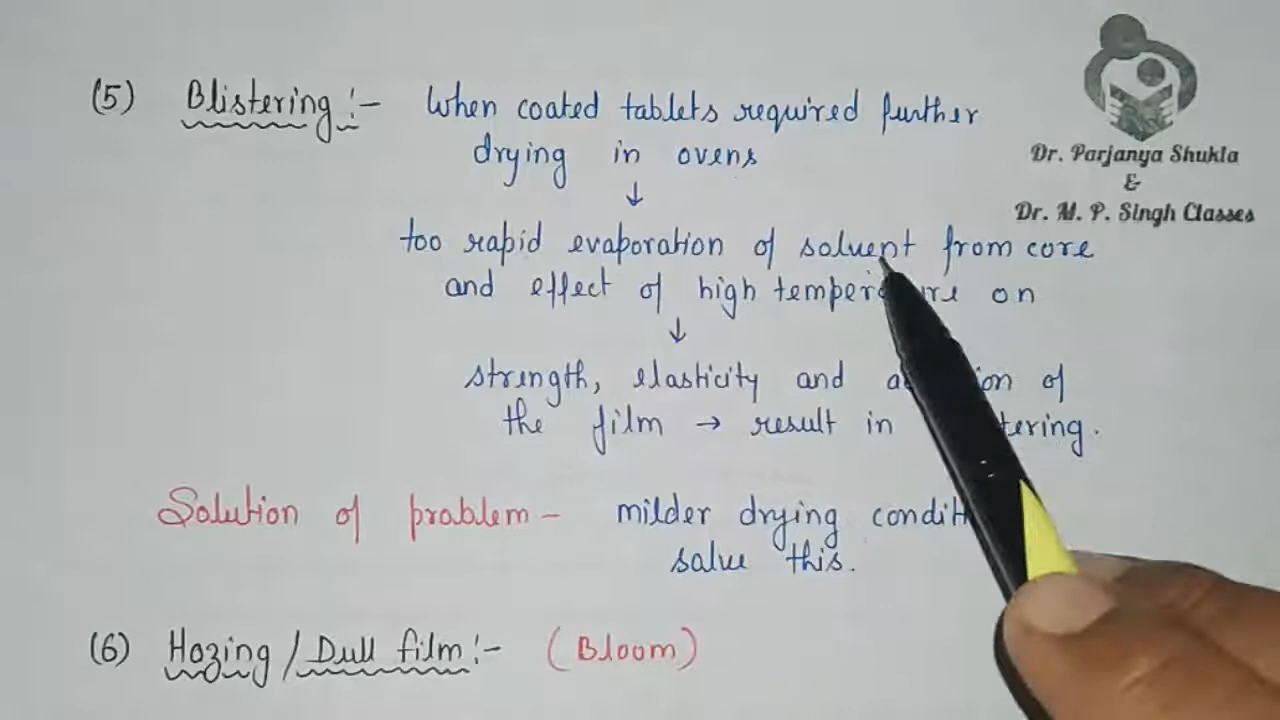 (5) Blistering :- When coated tablets required further
drying in ovens
↓
too rapid evaporation of solvent from core
and effect of high temperature on
↓
strength, elasticity and of
the film → result in
Solution of problem - milder drying
salve this.
(6) Hazing / Dull film :- (Bloom)
Dr. Parjanya Shukla
&
Dr. M. P. Singh Classes